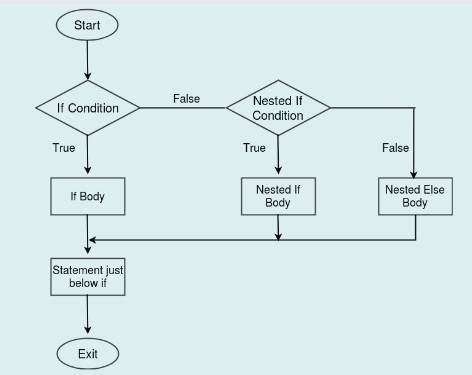 Start
If Condition
False
Nested If
Condition
True
True
False
If Body
Nested If
Body
Nested Else
Body
Statement just
below if
Exit